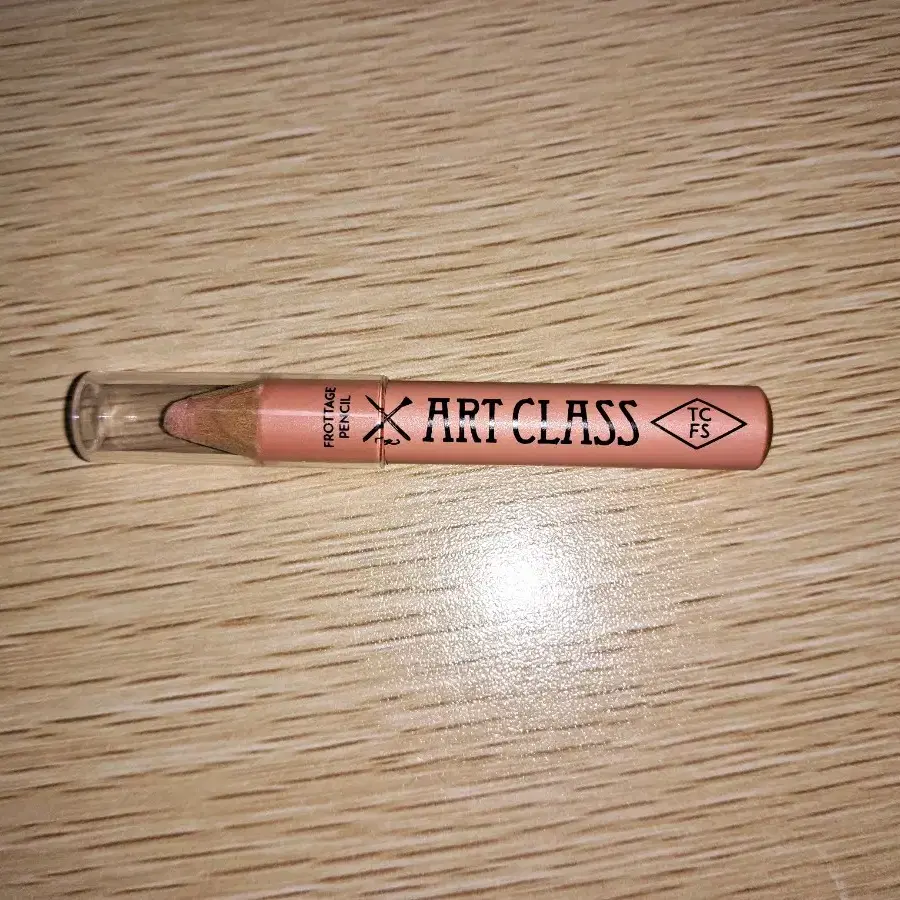 FROTTAGE
PENCIL
ART CLASS
TC
FS